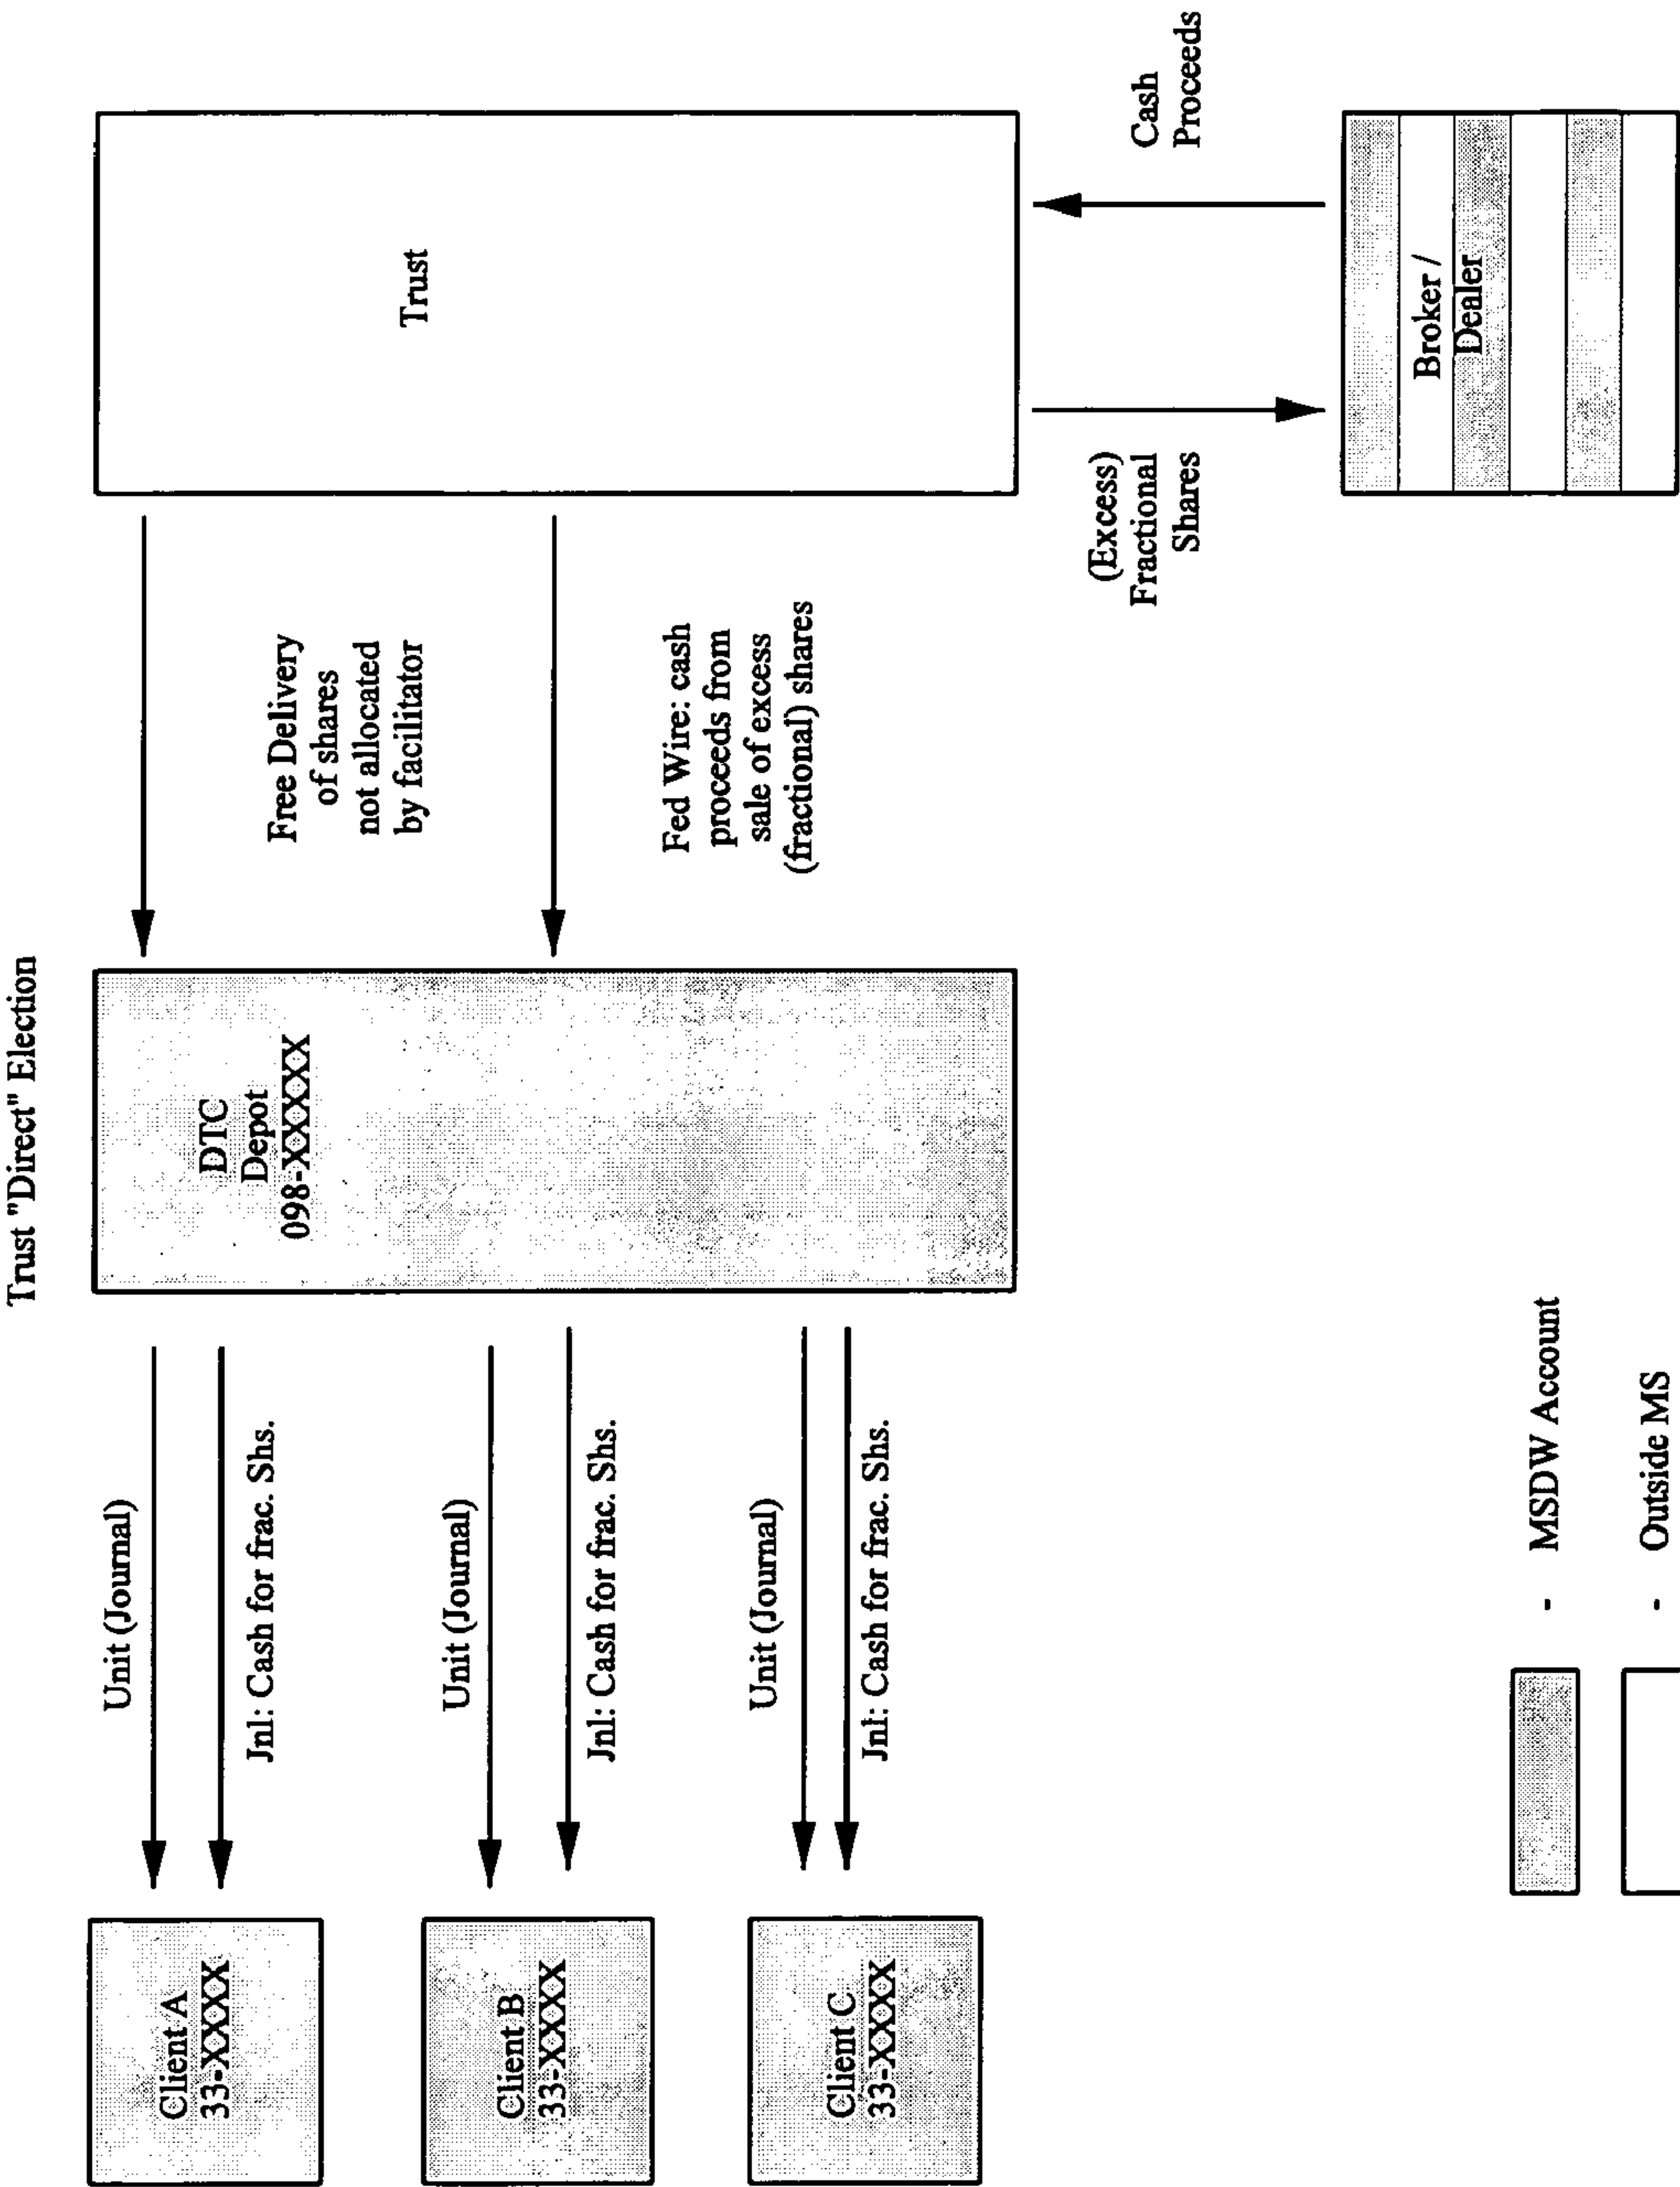 Trust "Direct" Election
Client A
33-XXXX
Unit (Journal)
Jnl: Cash for frac. Shs.
Client B
33-XXXX
Unit (Journal)
Jnl: Cash for frac. Shs.
Client C
33-XXXX
Unit (Journal)
Jnl: Cash for frac. Shs.
DTC
Depot
098-XXXXX
Free Delivery
of shares
not allocated
by facilitator
Fed Wire: cash
proceeds from
sale of excess
(fractional) shares
Trust
(Excess)
Fractional
Shares
Cash
Proceeds
Broker /
Dealer
- MSDW Account
- Outside MS